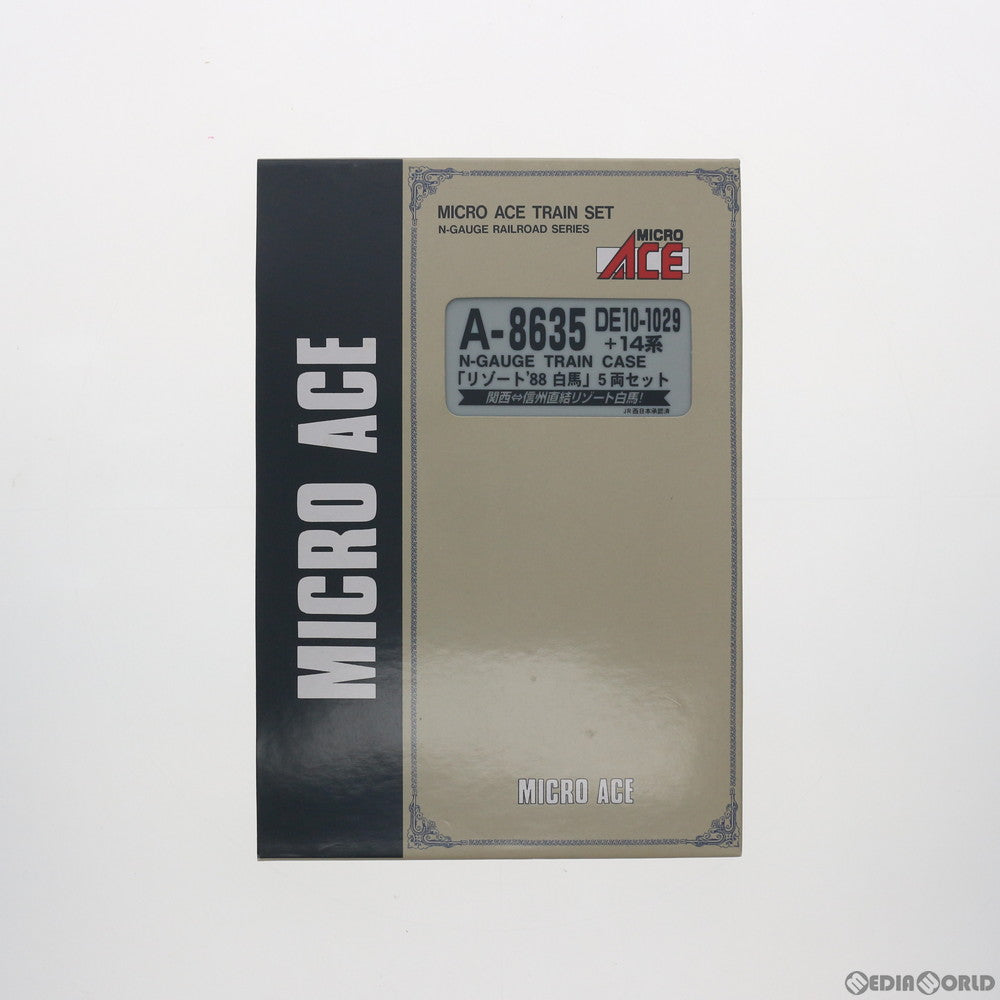 MICRO ACE
MICRO ACE TRAIN SET
N-GAUGE RAILROAD SERIES
MICRO
ACE
A-8635 DE10-1029
+14系
N-GAUGE TRAIN CASE
「リゾート'88 白馬」5両セット
関西⇔信州直結リゾート白馬!
JR西日本承認済
MICRO ACE
MEDIAWORLD